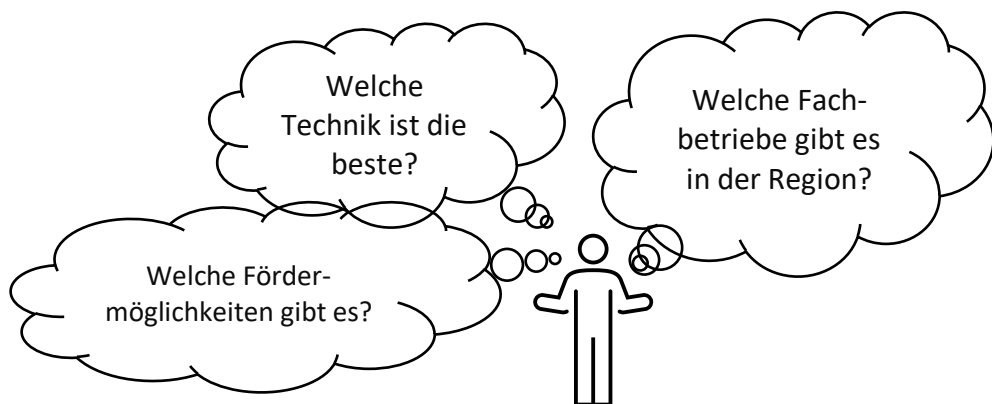 Welche
Technik ist die
beste?
Welche Fach-
betriebe gibt es
in der Region?
Welche Förder-
möglichkeiten gibt es?